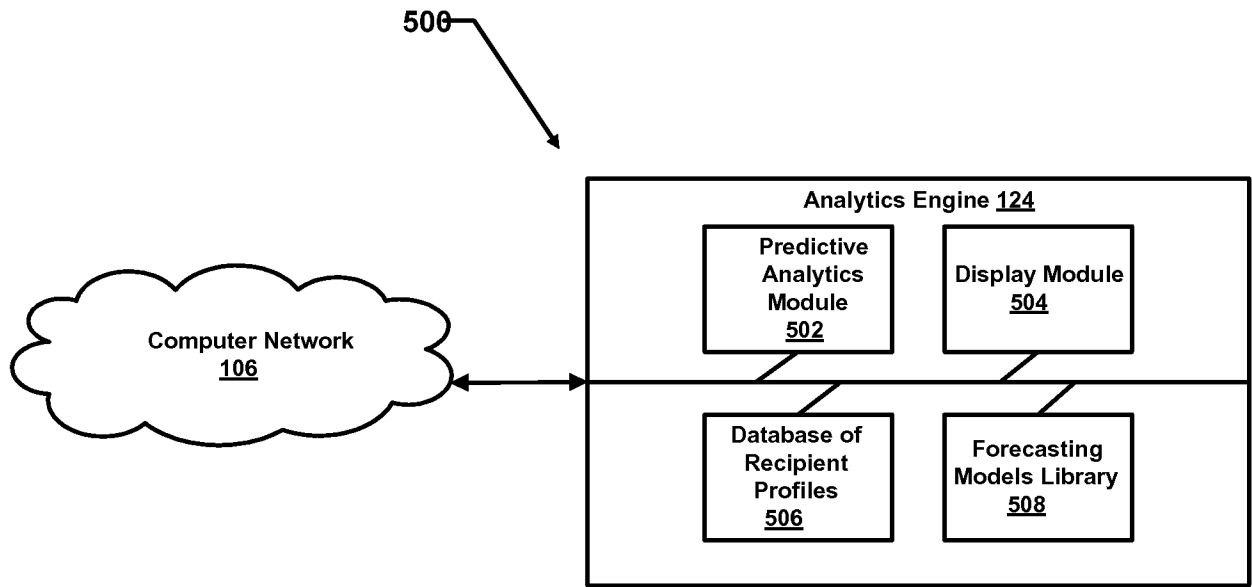 500
Analytics Engine 124
Predictive
Analytics
Module
502
Display Module
504
Computer Network
106
Database of
Recipient
Profiles
506
Forecasting
Models Library
508